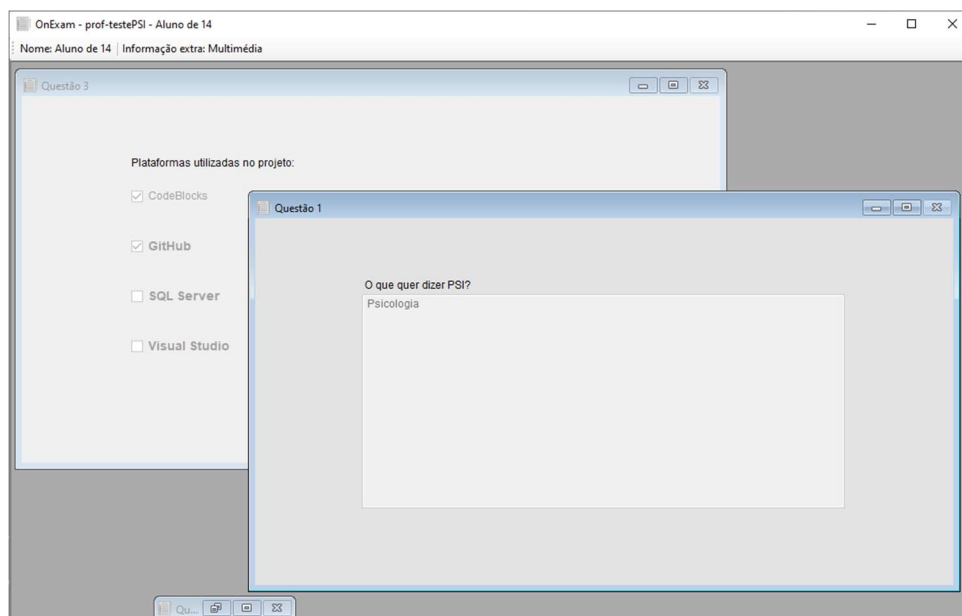 OnExam - prof-testePSI - Aluno de 14
Nome: Aluno de 14 Informação extra: Multimédia
Questão 3
Plataformas utilizadas no projeto:
CodeBlocks
GitHub
SQL Server
Visual Studio
Questão 1
O que quer dizer PSI?
Psicologia
Qu...